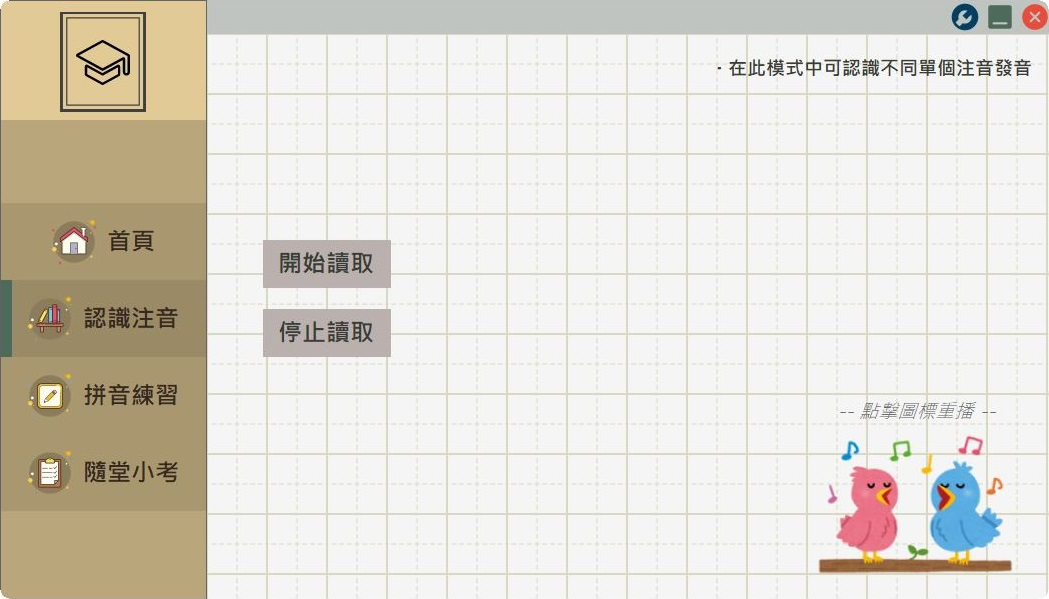 · 在此模式中可認識不同單個注音發音
首頁
認識注音
拼音練習
隨堂小考
開始讀取
停止讀取
-- 點擊圖標重播 --